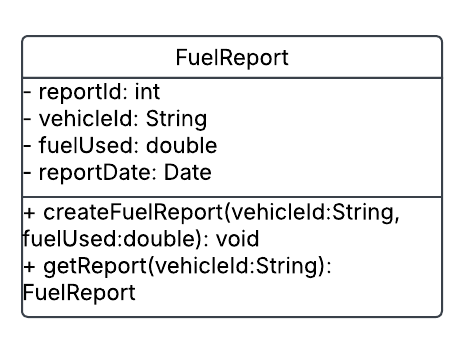 FuelReport
- reportId: int
- vehicleId: String
- fuelUsed: double
- reportDate: Date
+ createFuelReport(vehicleId:String,
fuelUsed:double): void
+ getReport(vehicleId:String):
FuelReport